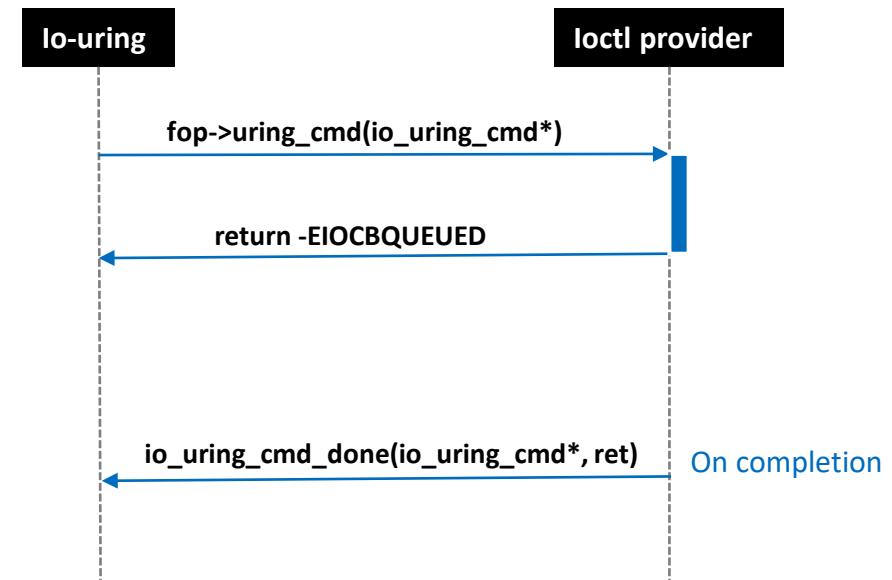 Io-uring
Ioctl provider
fop->uring_cmd(io_uring_cmd*)
return -EIOCBQUEUED
io_uring_cmd_done(io_uring_cmd*, ret)
On completion